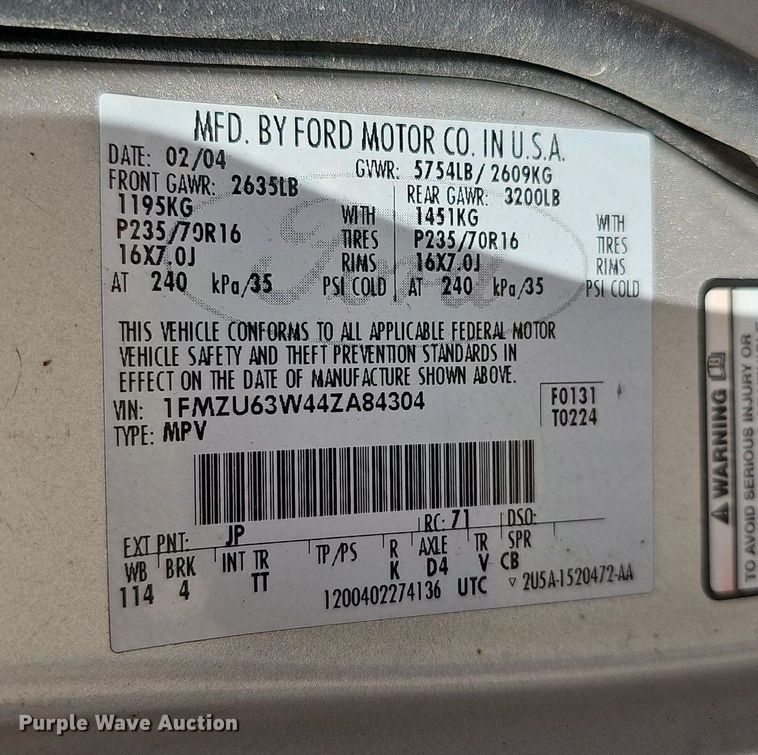 MFD. BY FORD MOTOR CO. IN U.S.A.
DATE: 02/04 GVWR: 5754LB/ 2609KG
FRONT GAWR: 2635LB REAR GAWR: 3200LB
1195KG WITH 1451KG WITH
P235/70R16 TIRES P235/70R16 TIRES
16X7.0J RIMS 16X7.0J RIMS
AT 240 kPa/35 PSI COLD AT 240 kPa/35 PSI COLD
Ford
THIS VEHICLE CONFORMS TO ALL APPLICABLE FEDERAL MOTOR
VEHICLE SAFETY AND THEFT PREVENTION STANDARDS IN
EFFECT ON THE DATE OF MANUFACTURE SHOWN ABOVE.
VIN: 1FMZU63W44ZA84304 F0131
TYPE: MPV T0224
EXT PNT: JP RC: 71 DSO:
WB BRK INT TR TP/PS R AXLE TR SPR
114 4 TT K D4 V CB
1200402274136 UTC ▿ 2U5A-1520472-AA
WARNING
TO AVOID SERIOUS INJURY OR
Purple Wave Auction